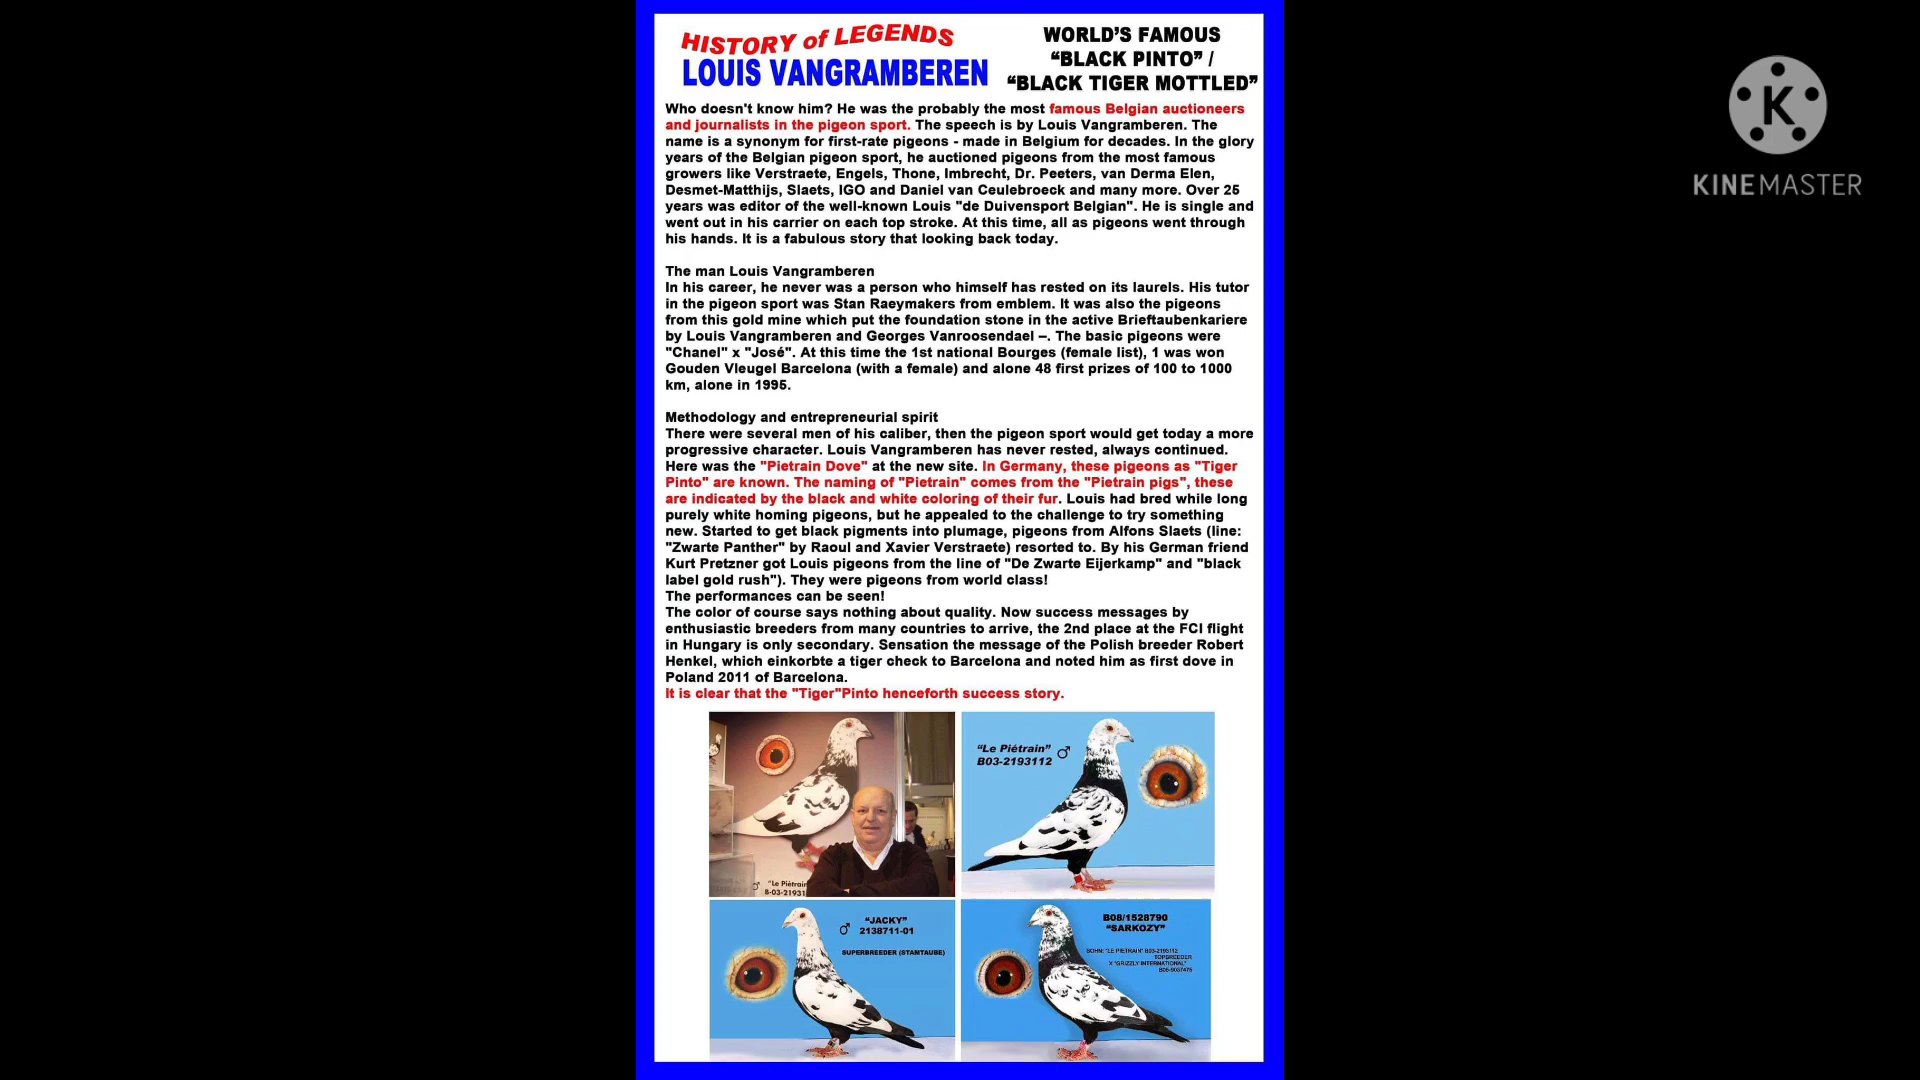 HISTORY of LEGENDS
LOUIS VANGRAMBEREN
WORLD'S FAMOUS
"BLACK PINTO" /
"BLACK TIGER MOTTLED"
Who doesn't know him? He was the probably the most famous Belgian auctioneers
and journalists in the pigeon sport. The speech is by Louis Vangramberen. The
name is a synonym for first-rate pigeons - made in Belgium for decades. In the glory
years of the Belgian pigeon sport, he auctioned pigeons from the most famous
growers like Verstraete, Engels, Thone, Imbrecht, Dr. Peeters, van Derma Elen,
Desmet-Matthijs, Slaets, IGO and Daniel van Ceulebroeck and many more. Over 25
years was editor of the well-known Louis "de Duivensport Belgian". He is single and
went out in his carrier on each top stroke. At this time, all as pigeons went through
his hands. It is a fabulous story that looking back today.
The man Louis Vangramberen
In his career, he never was a person who himself has rested on its laurels. His tutor
in the pigeon sport was Stan Raeymakers from emblem. It was also the pigeons
from this gold mine which put the foundation stone in the active Brieftaubenkariere
by Louis Vangramberen and Georges Vanroosendael –. The basic pigeons were
"Chanel" x "José". At this time the 1st national Bourges (female list), 1 was won
Gouden Vleugel Barcelona (with a female) and alone 48 first prizes of 100 to 1000
km, alone in 1995.
Methodology and entrepreneurial spirit
There were several men of his caliber, then the pigeon sport would get today a more
progressive character. Louis Vangramberen has never rested, always continued.
Here was the "Pietrain Dove" at the new site. In Germany, these pigeons as "Tiger
Pinto" are known. The naming of "Pietrain" comes from the "Pietrain pigs", these
are indicated by the black and white coloring of their fur. Louis had bred while long
purely white homing pigeons, but he appealed to the challenge to try something
new. Started to get black pigments into plumage, pigeons from Alfons Slaets (line:
"Zwarte Panther" by Raoul and Xavier Verstraete) resorted to. By his German friend
Kurt Pretzner got Louis pigeons from the line of "De Zwarte Eijerkamp" and "black
label gold rush"). They were pigeons from world class!
The performances can be seen!
The color of course says nothing about quality. Now success messages by
enthusiastic breeders from many countries to arrive, the 2nd place at the FCI flight
in Hungary is only secondary. Sensation the message of the Polish breeder Robert
Henkel, which einkorbte a tiger check to Barcelona and noted him as first dove in
Poland 2011 of Barcelona.
It is clear that the "Tiger"Pinto henceforth success story.
"Le Piétrain
B-03-21931
"Le Piétrain" ♂
B03-2193112
"JACKY"
♂ 2138711-01
SUPERBREEDER (STAMTAUBE)
B08/1528790
"SARKOZY"
SOHN: "LE PIETRAIN" B03-2193112
TOPBREEDER
X "GRIZZLY INTERNATIONAL"
B05-9037475
K
KINEMASTER